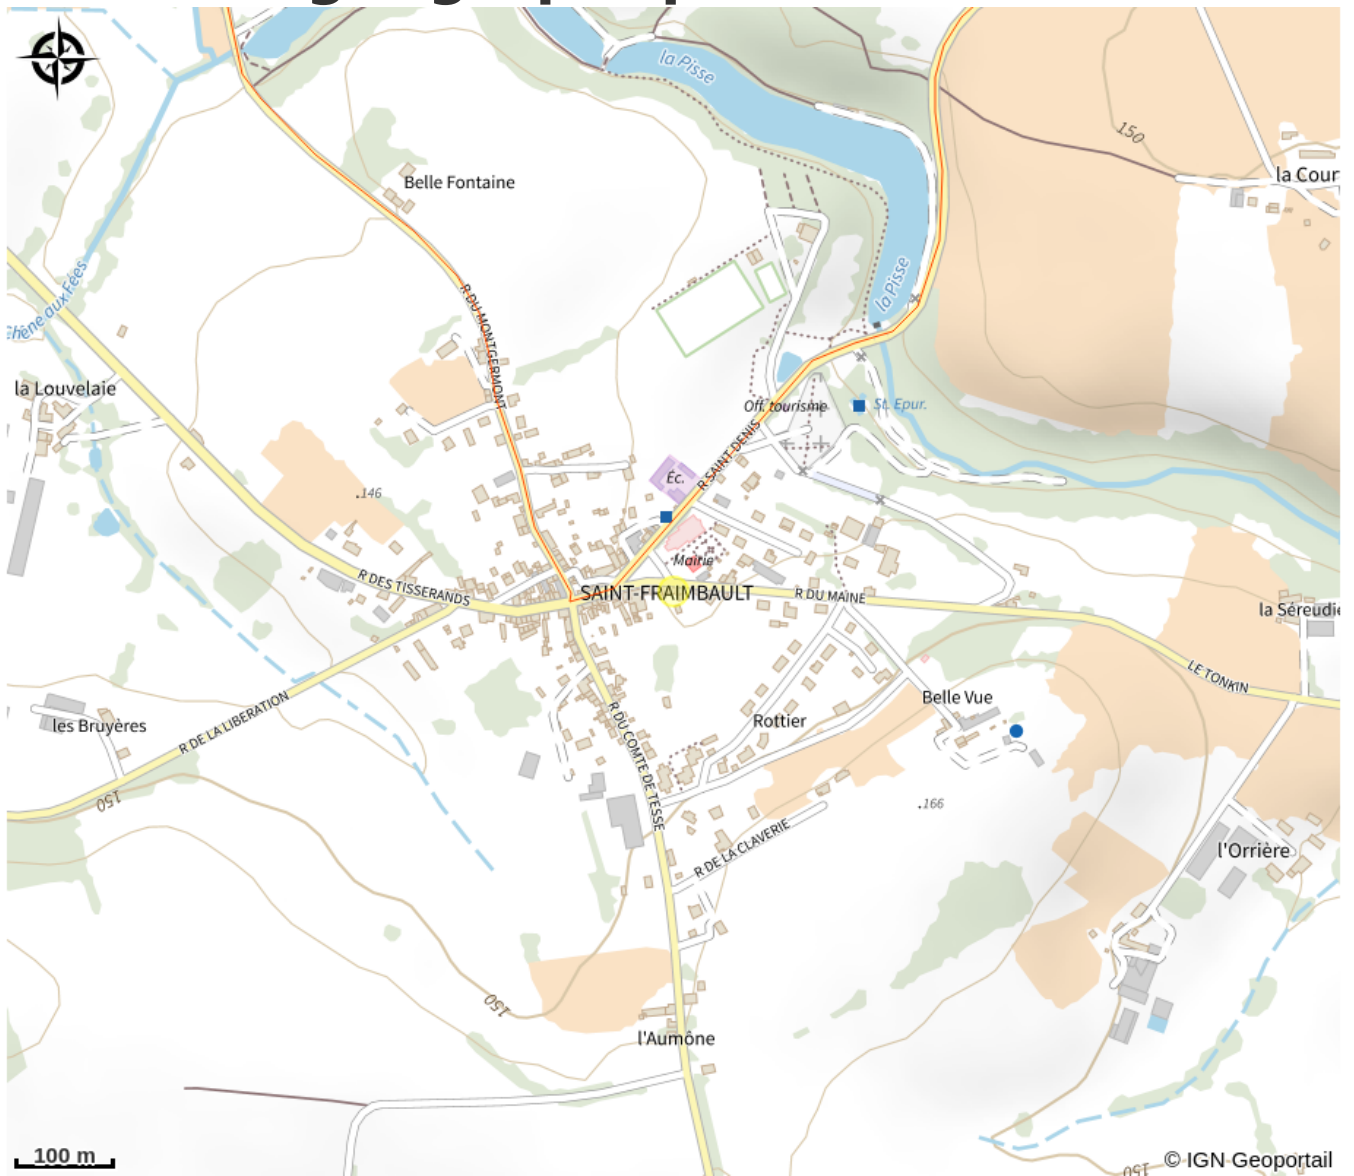 la Pisse
150
la Cour
Belle Fontaine
la Pisse
Chêne aux Fées
R DU MONTGERMONT
la Louvelaie
Off. tourisme
St. Epur.
R SAINT-DENIS
Éc.
.146
Mairie
R DES TISSERANDS
SAINT-FRAIMBAULT
R DU MAINE
la Séreudie
LE TONKIN
Belle Vue
R DE LA LIBERATION
les Bruyères
Rottier
R DU COMTE DE TESSE
150
.166
R DE LA CLAVERIE
l'Orrière
150
l'Aumône
100 m
© IGN Geoportail
150